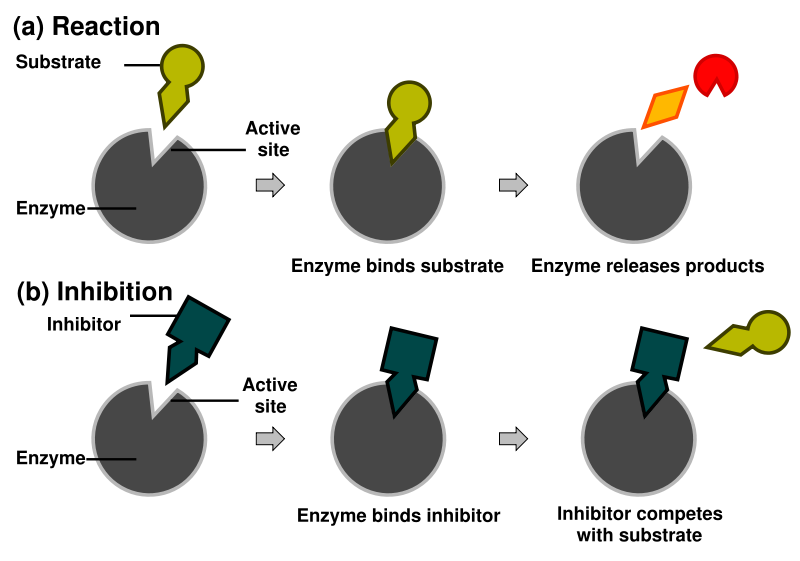 (a) Reaction
Substrate
Active
site
Enzyme
Enzyme binds substrate
Enzyme releases products
(b) Inhibition
Inhibitor
Active
site
Enzyme
Enzyme binds inhibitor
Inhibitor competes
with substrate